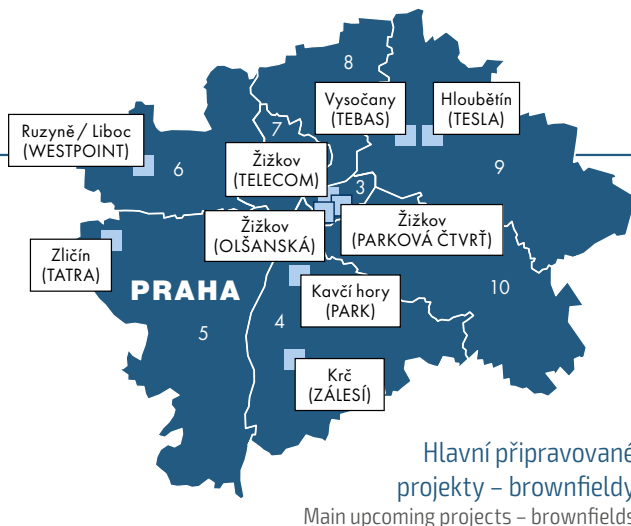 8
Vysočany
(TEBAS)
Hloubětín
(TESLA)
7
Ruzyně / Liboc
(WESTPOINT)
6
Žižkov
(TELECOM)
3
9
Žižkov
(OLŠANSKÁ)
Žižkov
(PARKOVÁ ČTVRŤ)
Zličín
(TATRA)
PRAHA
Kavčí hory
(PARK)
10
5
4
Krč
(ZÁLESÍ)
Hlavní připravované
projekty – brownfieldy
Main upcoming projects – brownfields